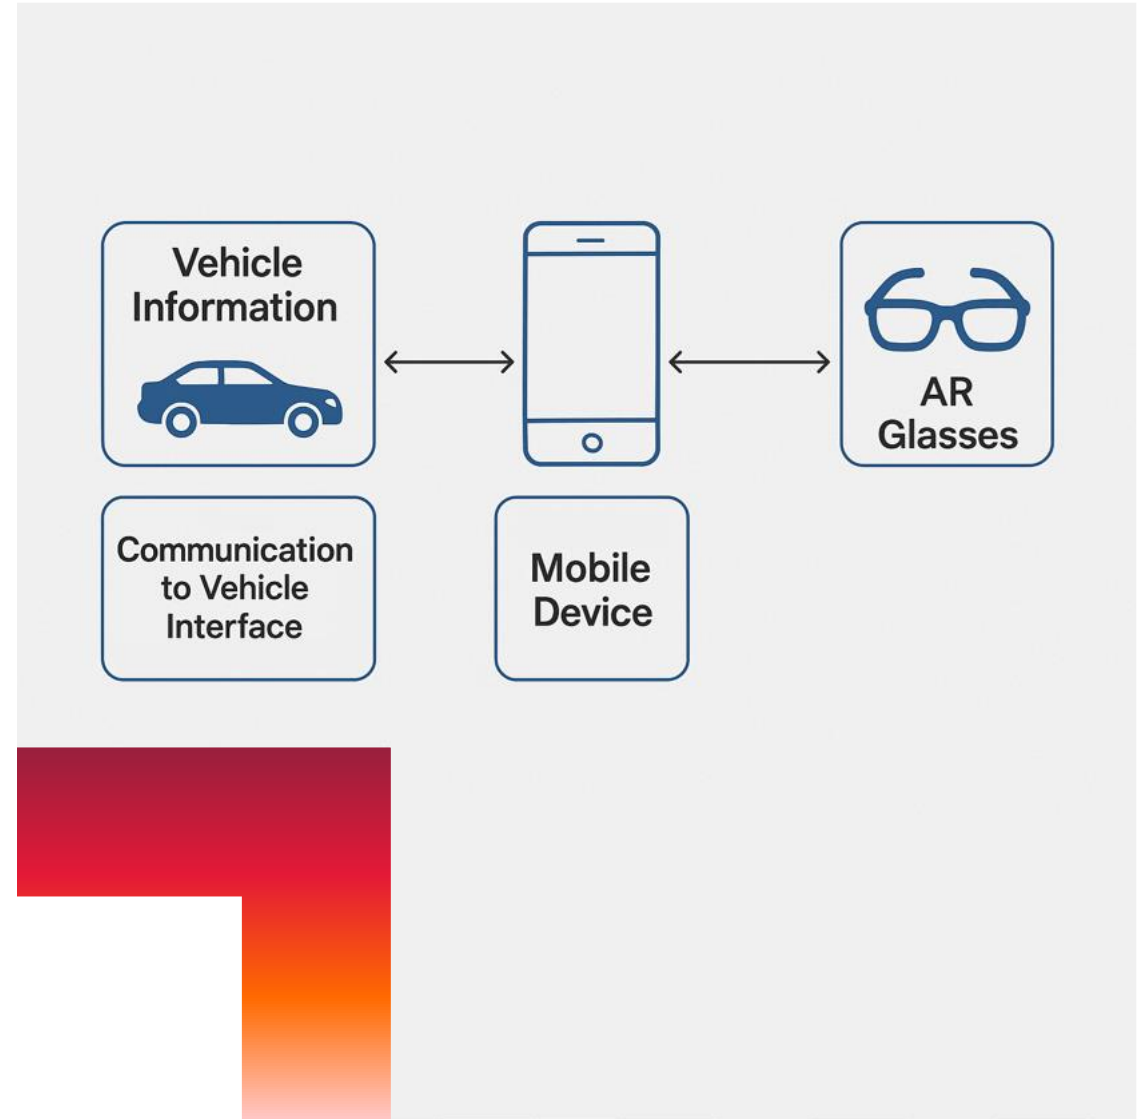 Vehicle
Information
AR
Glasses
Communication
to Vehicle
Interface
Mobile
Device